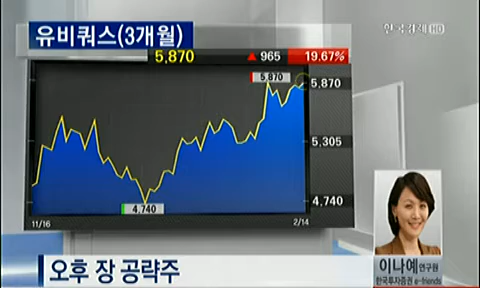 유비쿼스(3개월)
한국경제 HD
5,870 ▲ 965 19.67%
5,870
5,870
5,305
4,740
4,740
11/16 2/14
이나예 연구원
한국투자증권 e-friends
오후 장 공략주